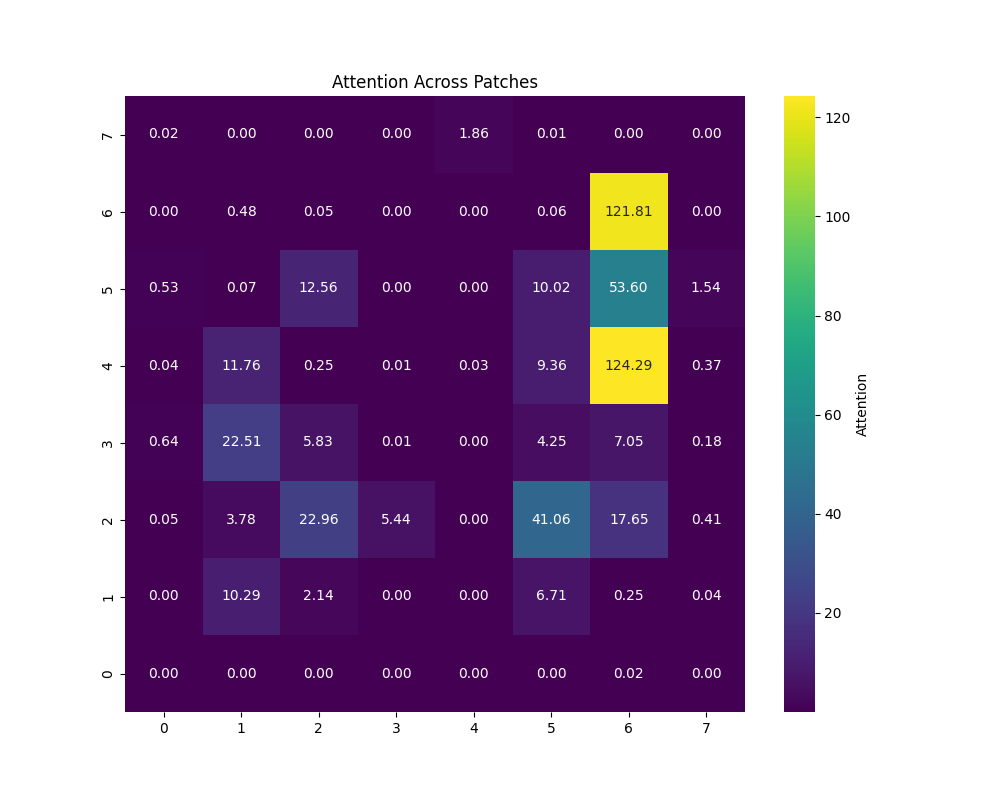 Attention Across Patches
7 0.02 0.00 0.00 0.00 1.86 0.01 0.00 0.00
6 0.00 0.48 0.05 0.00 0.00 0.06 121.81 0.00
5 0.53 0.07 12.56 0.00 0.00 10.02 53.60 1.54
4 0.04 11.76 0.25 0.01 0.03 9.36 124.29 0.37
3 0.64 22.51 5.83 0.01 0.00 4.25 7.05 0.18
2 0.05 3.78 22.96 5.44 0.00 41.06 17.65 0.41
1 0.00 10.29 2.14 0.00 0.00 6.71 0.25 0.04
0 0.00 0.00 0.00 0.00 0.00 0.00 0.02 0.00
0 1 2 3 4 5 6 7
120
100
80
60
40
20
Attention